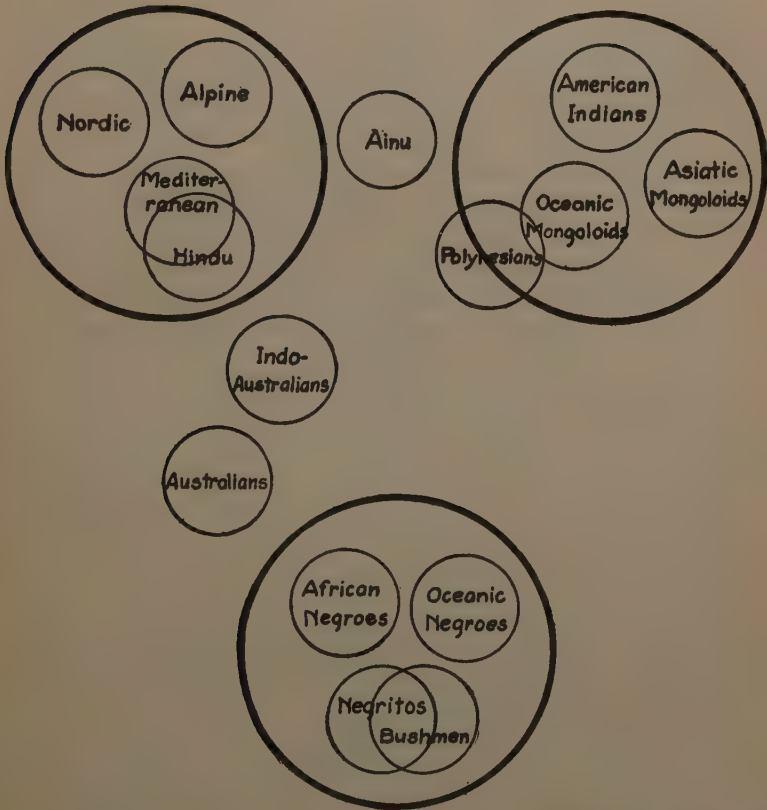 Nordic
Alpine
Mediter-
ranean
Hindu
Ainu
American
Indians
Asiatic
Mongoloids
Oceanic
Mongoloids
Polynesians
Indo-
Australians
Australians
African
Negroes
Oceanic
Negroes
Negritos
Bushmen